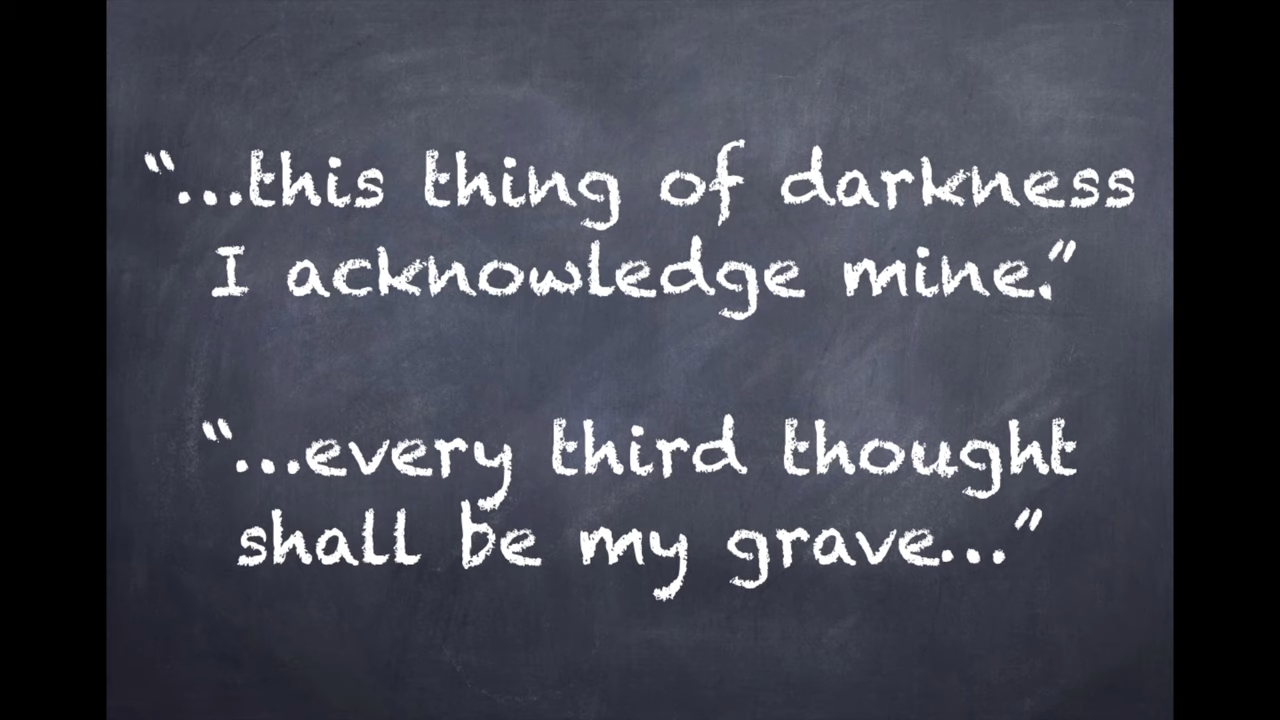 “...this thing of darkness
I acknowledge mine.”
“...every third thought
shall be my grave...”